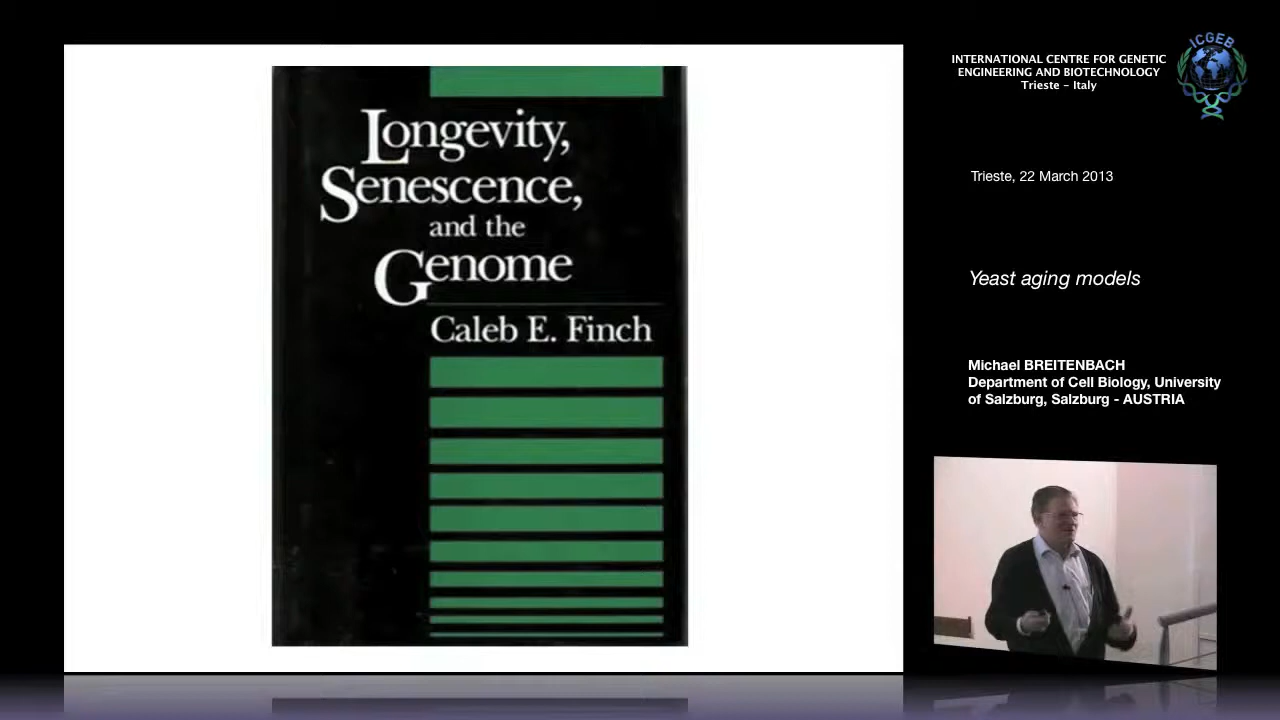 Longevity,
Senescence,
and the
Genome
Caleb E. Finch
ICGEB
INTERNATIONAL CENTRE FOR GENETIC
ENGINEERING AND BIOTECHNOLOGY
Trieste – Italy
Trieste, 22 March 2013
Yeast aging models
Michael BREITENBACH
Department of Cell Biology, University
of Salzburg, Salzburg - AUSTRIA